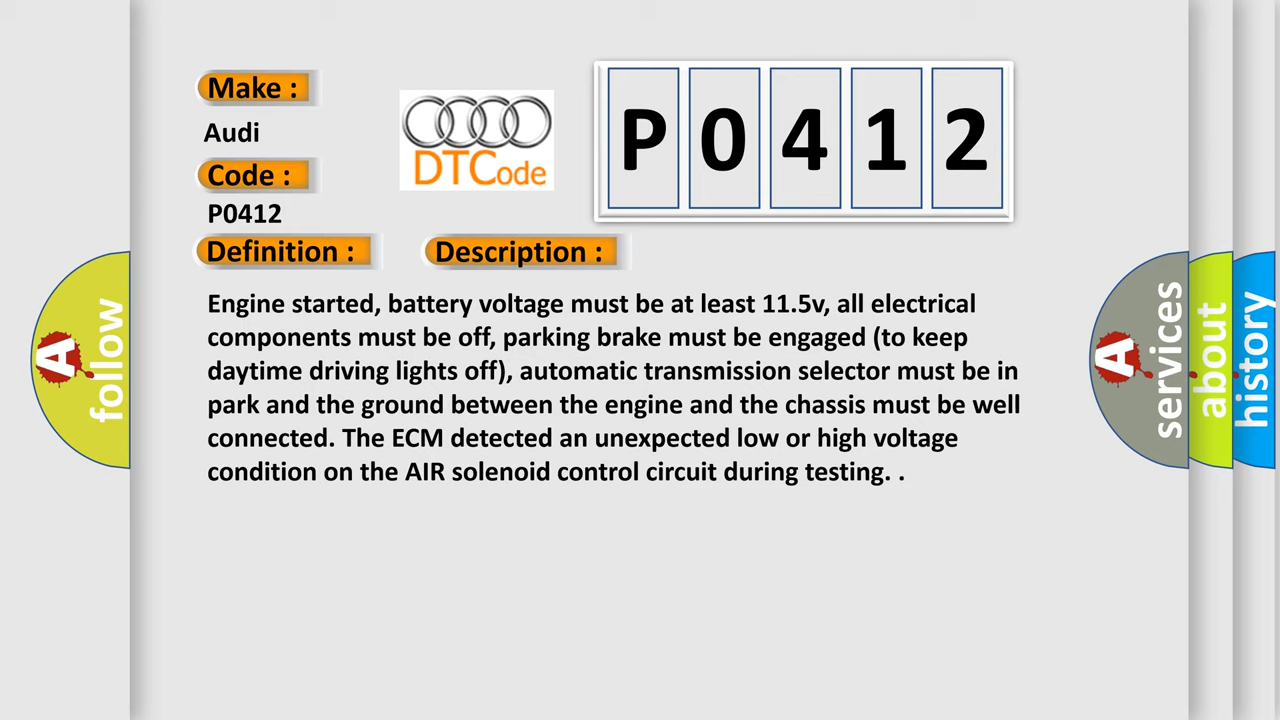 Make :
Audi
Code :
P0412
DTCode
P0412
Definition :
Description :
Engine started, battery voltage must be at least 11.5v, all electrical
components must be off, parking brake must be engaged (to keep
daytime driving lights off), automatic transmission selector must be in
park and the ground between the engine and the chassis must be well
connected. The ECM detected an unexpected low or high voltage
condition on the AIR solenoid control circuit during testing. .
A
follow
A
services
about
history